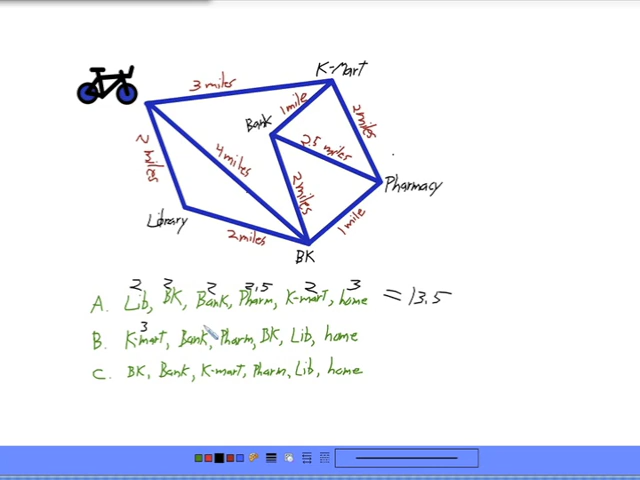 K-Mart
3 miles
1 mile
Bank
2 miles
2.5 miles
2 miles
4 miles
Pharmacy
2 miles
Library
1 mile
2 miles
BK
2 2 2 2.5 2 3
A. Lib, BK, Bank, Pharm, K-mart, home = 13.5
3
B. K-mart, Bank, Pharm, BK, Lib, home
C. BK, Bank, K-mart, Pharm, Lib, home